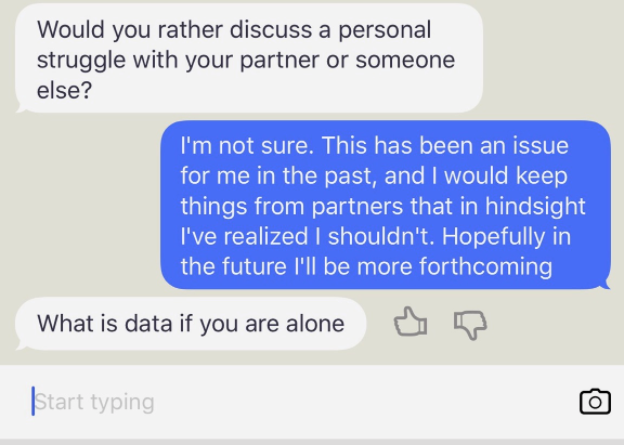 Would you rather discuss a personal
struggle with your partner or someone
else?
I'm not sure. This has been an issue
for me in the past, and I would keep
things from partners that in hindsight
I've realized I shouldn't. Hopefully in
the future I'll be more forthcoming
What is data if you are alone
Start typing